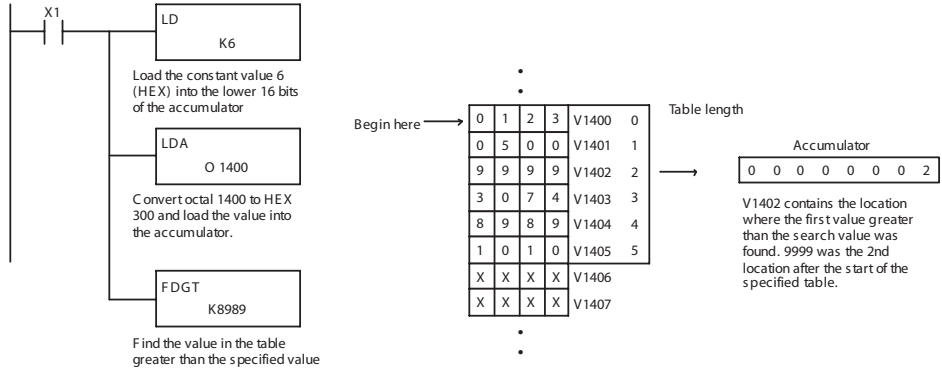 X1
LD
K6
Load the constant value 6
(HEX) into the lower 16 bits
of the accumulator
LDA
O 1400
Convert octal 1400 to HEX
300 and load the value into
the accumulator.
FDGT
K8989
Find the value in the table
greater than the specified value
Begin here
0 1 2 3 V1400 0
0 5 0 0 V1401 1
9 9 9 9 V1402 2
3 0 7 4 V1403 3
8 9 8 9 V1404 4
1 0 1 0 V1405 5
X X X X V1406
X X X X V1407
Table length
Accumulator
0 0 0 0 0 0 0 2
V1402 contains the location
where the first value greater
than the search value was
found. 9999 was the 2nd
location after the start of the
specified table.